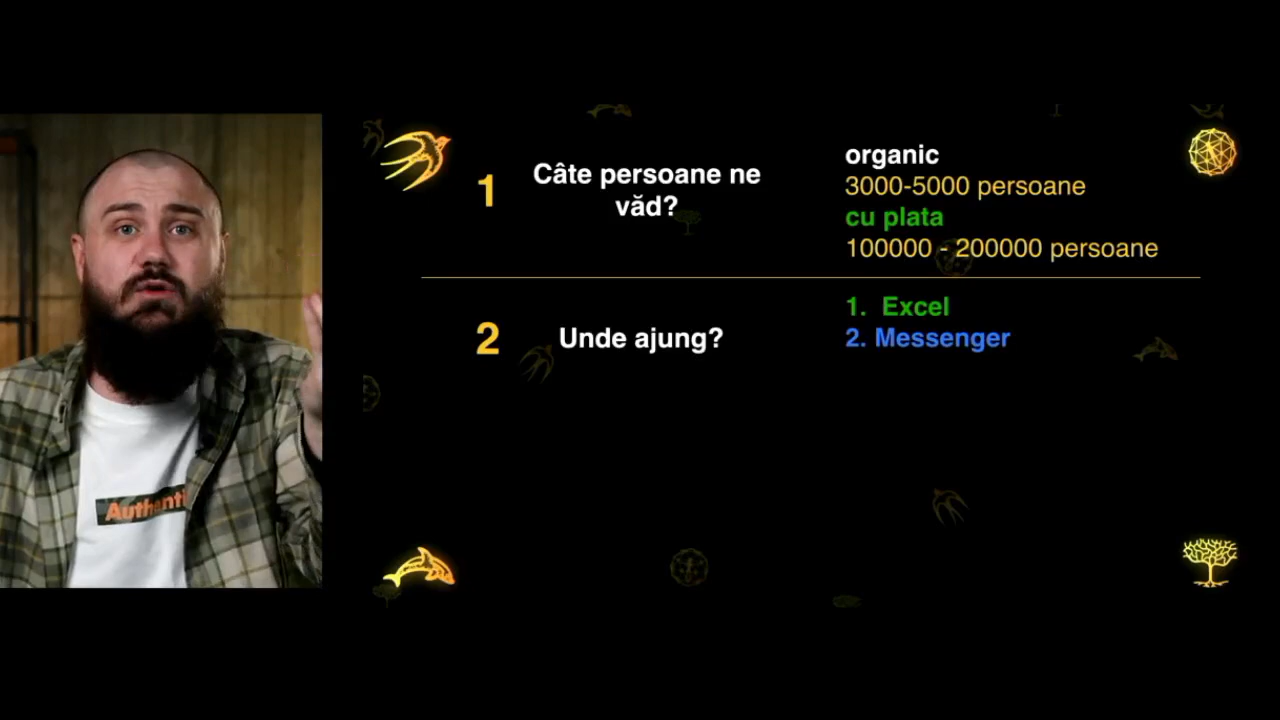 1
Câte persoane ne
văd?
organic
3000-5000 persoane
cu plata
100000 - 200000 persoane
2
Unde ajung?
1. Excel
2. Messenger
Authenti